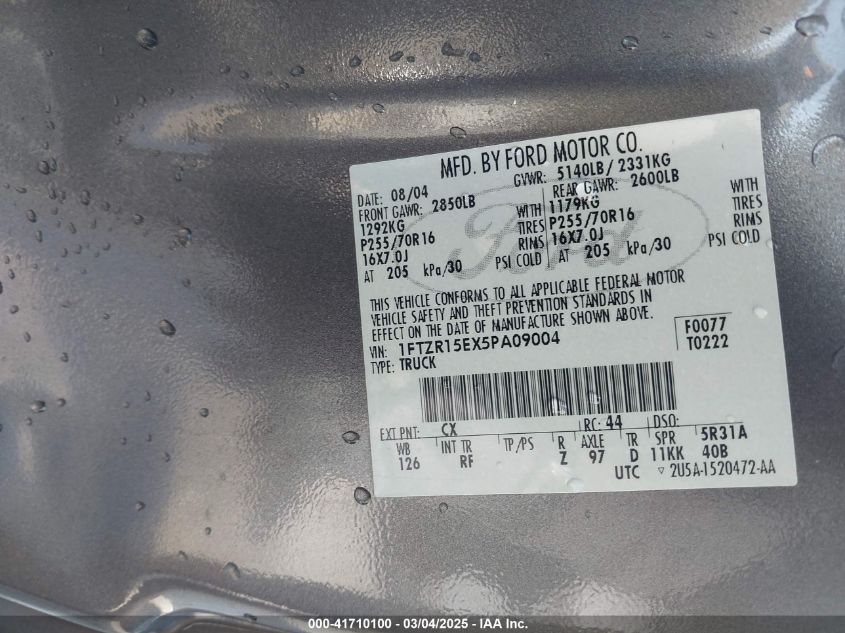 MFD. BY FORD MOTOR CO.
DATE: 08/04 GVWR: 5140LB/ 2331KG
FRONT GAWR: 2850LB REAR GAWR: 2600LB
1292KG WITH 1179KG WITH
P255/70R16 TIRES P255/70R16 TIRES
16X7.0J RIMS 16X7.0J RIMS
AT 205 kPa/30 PSI COLD AT 205 kPa/30 PSI COLD
THIS VEHICLE CONFORMS TO ALL APPLICABLE FEDERAL MOTOR
VEHICLE SAFETY AND THEFT PREVENTION STANDARDS IN
EFFECT ON THE DATE OF MANUFACTURE SHOWN ABOVE.
VIN: 1FTZR15EX5PA09004 F0077
TYPE: TRUCK T0222
EXT PNT: CX RC: 44 DSO:
WB INT TR TP/PS R AXLE TR SPR 5R31A
126 RF Z 97 D 11KK 40B
UTC ▽ 2U5A-1520472-AA
Ford
000-41710100 - 03/04/2025 - IAA Inc.